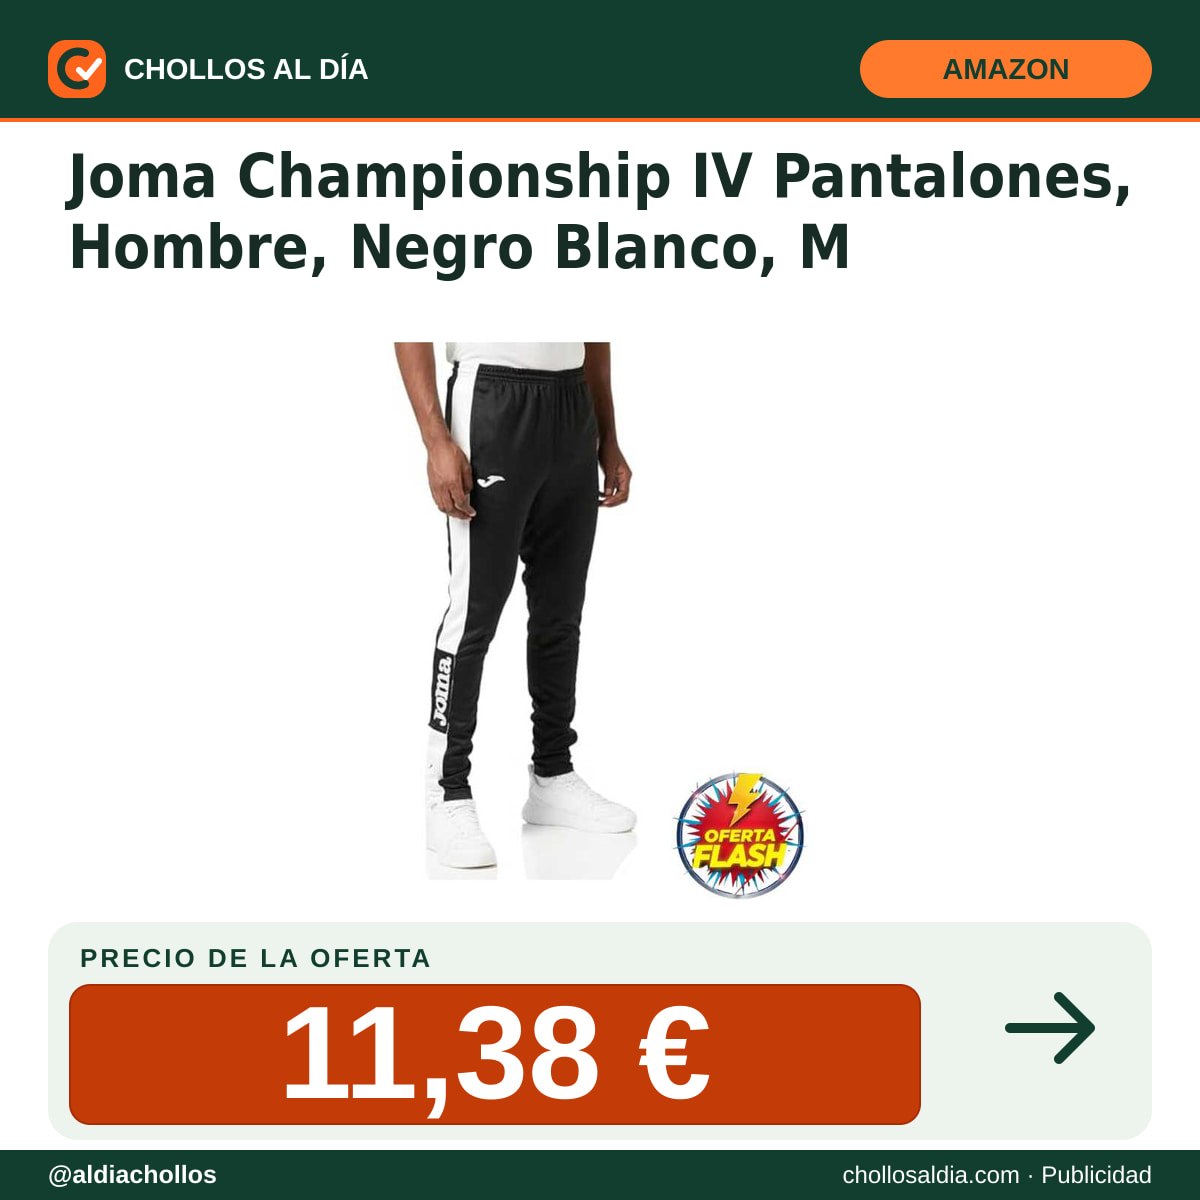 CHOLLOS AL DÍA
AMAZON
Joma Championship IV Pantalones,
Hombre, Negro Blanco, M
Joma
OFERTA
FLASH
PRECIO DE LA OFERTA
11,38 €
@aldiachollos
chollosaldia.com · Publicidad